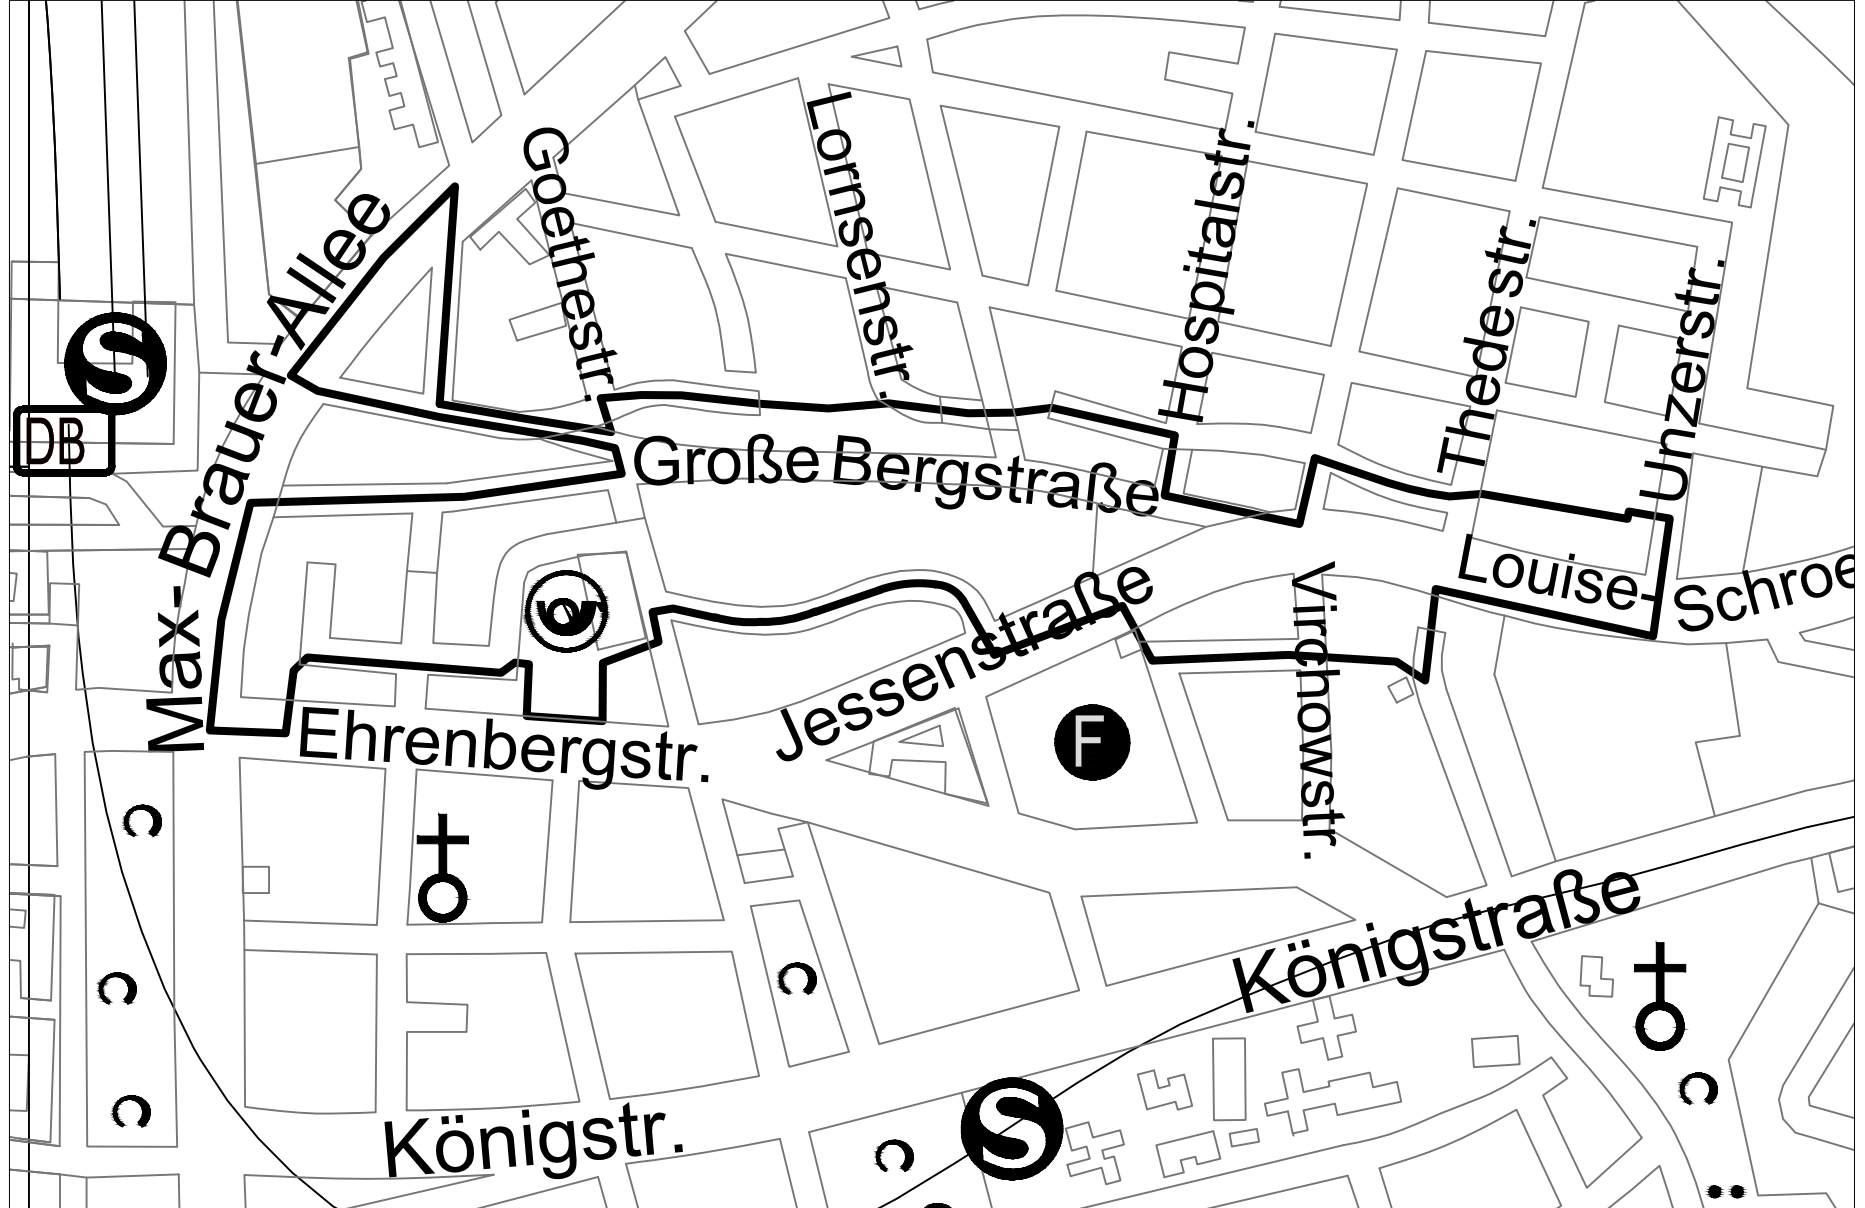 Goethestr.
Lornsenstr.
Hospitalstr.
Thedestr.
Unzerstr.
Max-Brauer-Allee
S
DB
Große Bergstraße
Louise-Schroe
Jessenstraße
Virchowstr.
Ehrenbergstr.
F
Königstraße
Königstr.
S